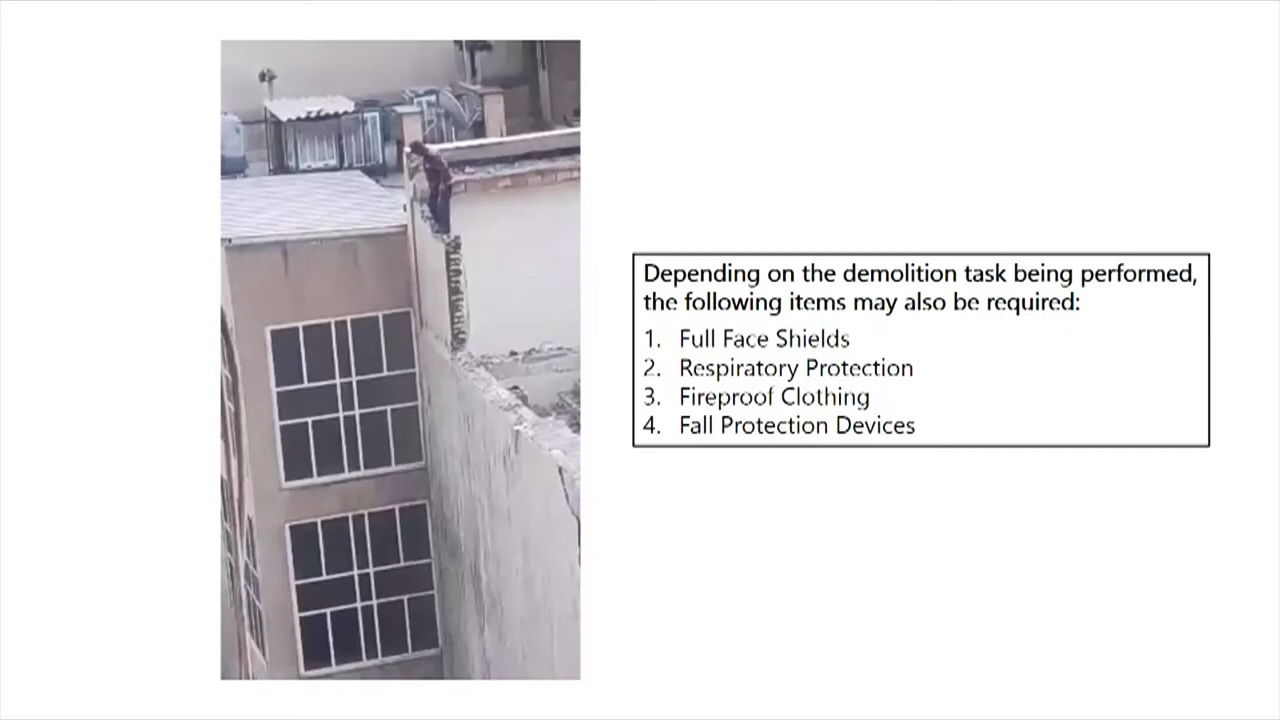 Depending on the demolition task being performed,
the following items may also be required:
1. Full Face Shields
2. Respiratory Protection
3. Fireproof Clothing
4. Fall Protection Devices